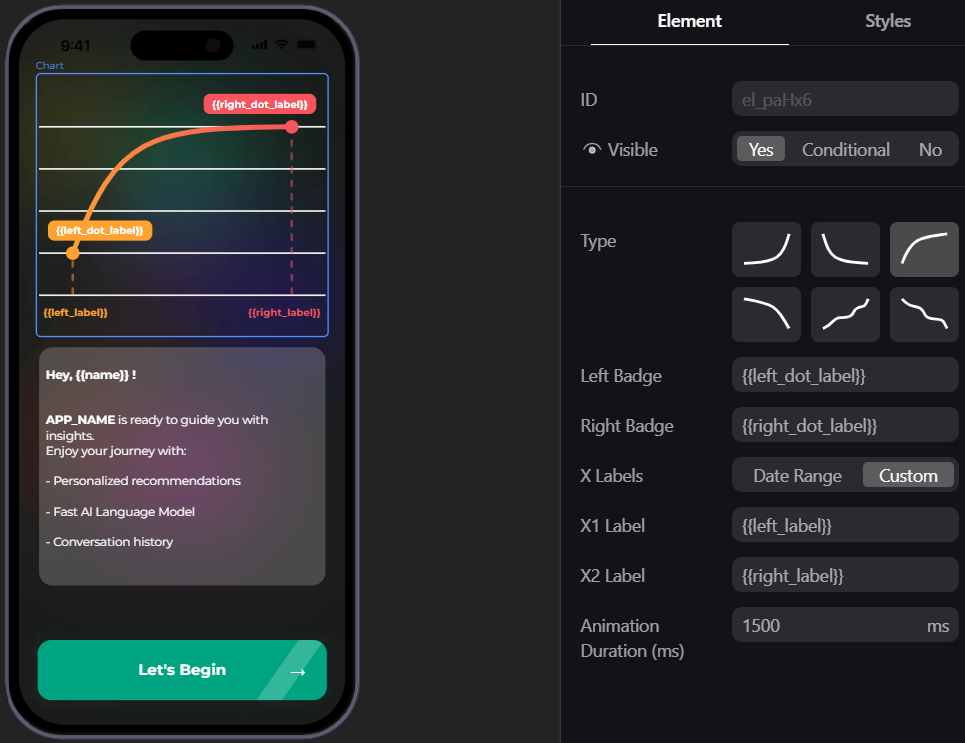 9:41
Chart
{{right_dot_label}}
{{left_dot_label}}
{{left_label}}
{{right_label}}
Hey, {{name}} !
APP_NAME is ready to guide you with
insights.
Enjoy your journey with:
- Personalized recommendations
- Fast AI Language Model
- Conversation history
Let's Begin →
Element Styles
ID el_paHx6
Visible Yes Conditional No
Type
Left Badge {{left_dot_label}}
Right Badge {{right_dot_label}}
X Labels Date Range Custom
X1 Label {{left_label}}
X2 Label {{right_label}}
Animation 1500 ms
Duration (ms)